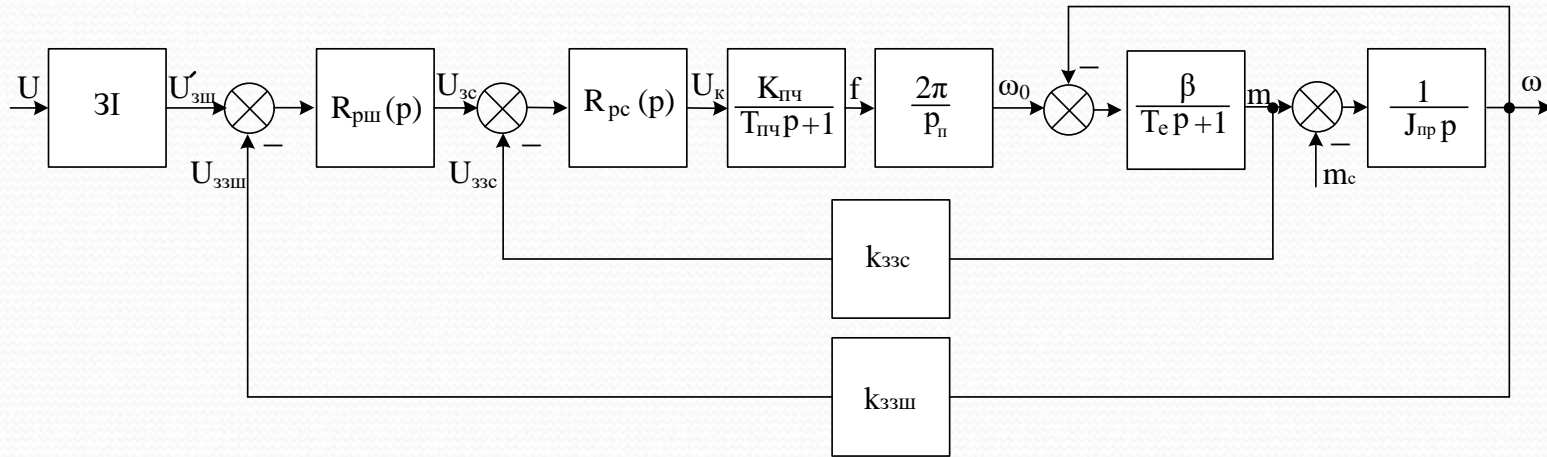 U
ЗІ
U′зш
–
Uззш
Rрш(p)
Uзс
–
Uззс
Rрс(p)
Uк
Kпч
Tпчp+1
f
2π
pп
ω0
–
β
Tеp+1
m
–
mс
1
Jпрp
ω
kззс
kззш